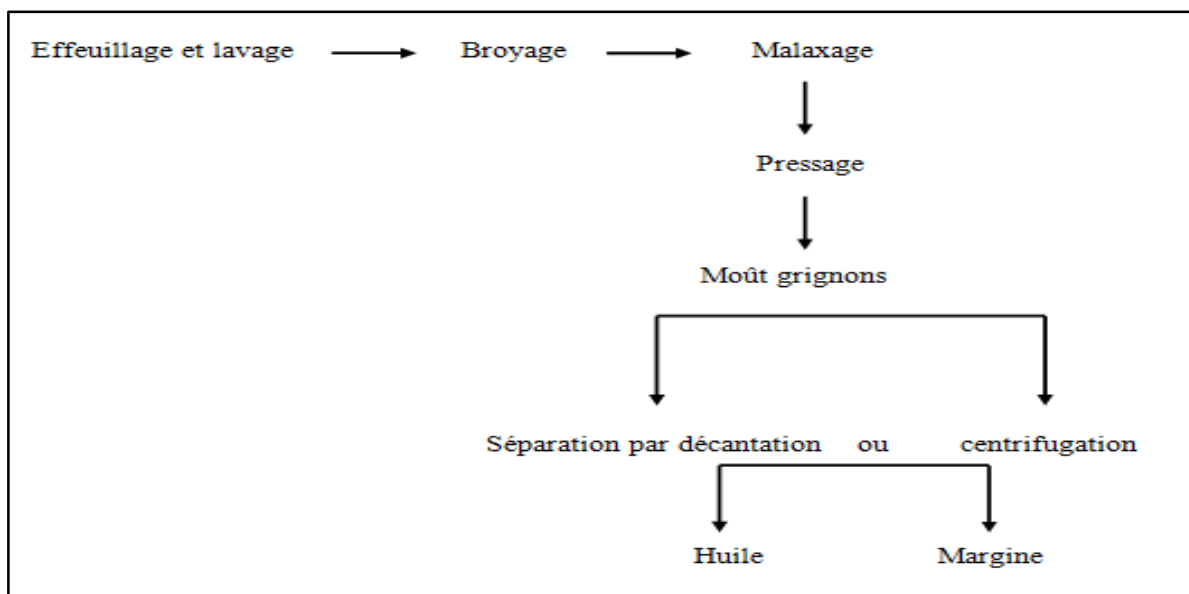 Effeuillage et lavage Broyage Malaxage
Pressage
Moût grignons
Séparation par décantation ou centrifugation
Huile Margine